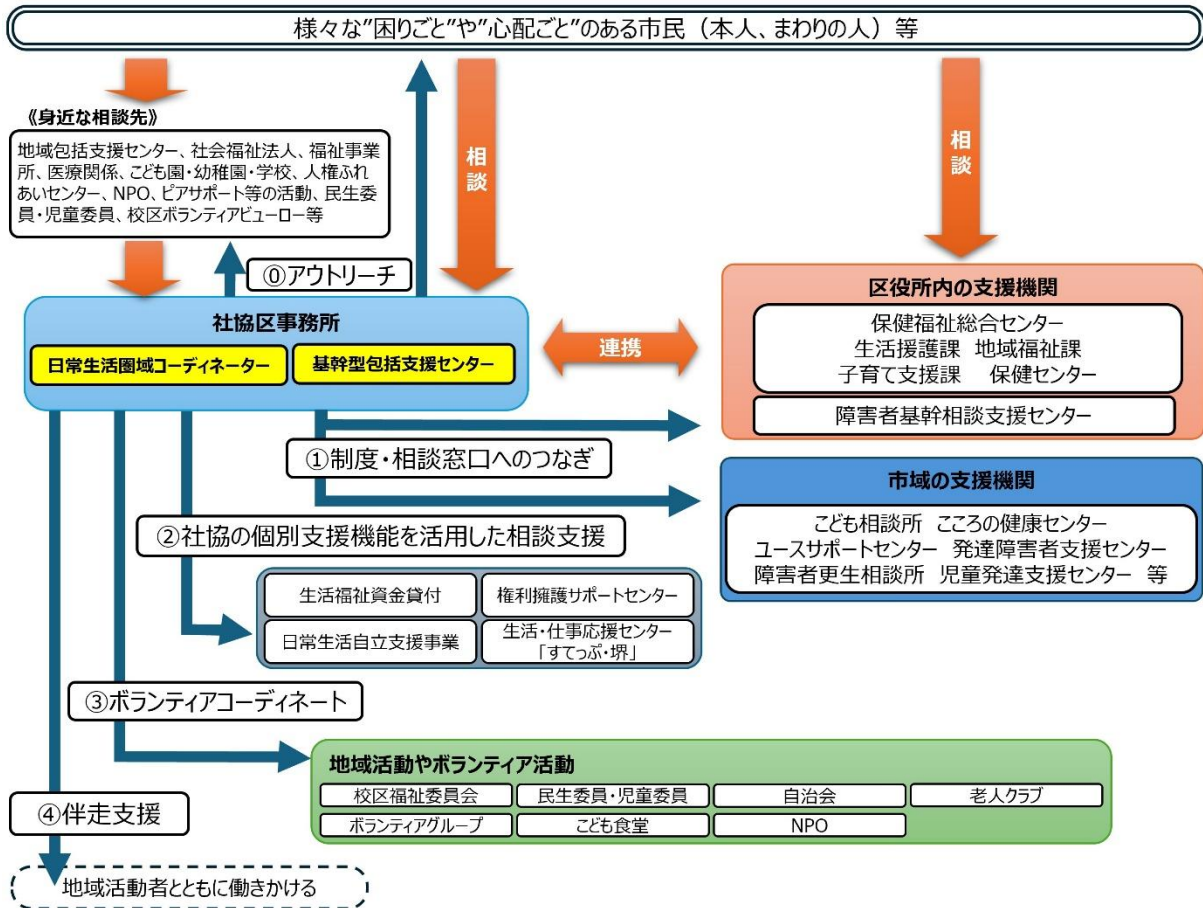 様々な”困りごと”や”心配ごと”のある市民（本人、まわりの人）等
《身近な相談先》
地域包括支援センター、社会福祉法人、福祉事業
所、医療関係、こども園・幼稚園・学校、人権ふれ
あいセンター、NPO、ピアサポート等の活動、民生委
員・児童委員、校区ボランティアビューロー等
相談
相談
⓪アウトリーチ
社協区事務所
日常生活圏域コーディネーター
基幹型包括支援センター
連携
区役所内の支援機関
保健福祉総合センター
生活援護課 地域福祉課
子育て支援課 保健センター
障害者基幹相談支援センター
①制度・相談窓口へのつなぎ
市域の支援機関
こども相談所 こころの健康センター
ユースサポートセンター 発達障害者支援センター
障害者更生相談所 児童発達支援センター 等
②社協の個別支援機能を活用した相談支援
生活福祉資金貸付
権利擁護サポートセンター
日常生活自立支援事業
生活・仕事応援センター
「すてっぷ・堺」
③ボランティアコーディネート
地域活動やボランティア活動
校区福祉委員会
民生委員・児童委員
自治会
老人クラブ
ボランティアグループ
こども食堂
NPO
④伴走支援
地域活動者とともに働きかける